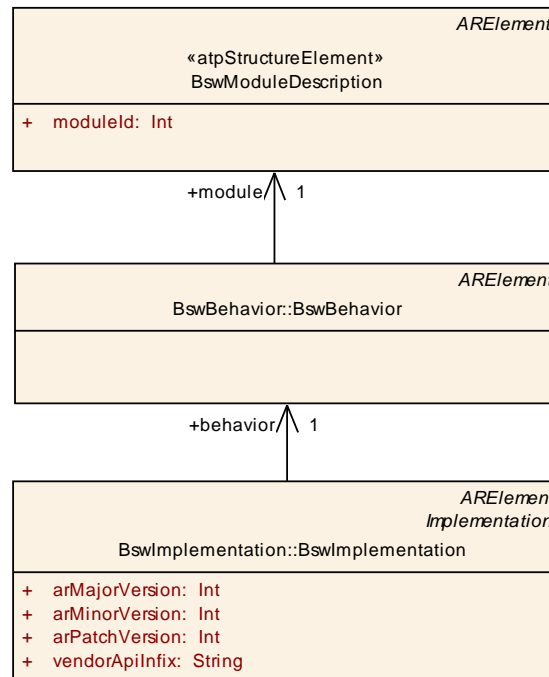 ARElement
«atpStructureElement»
BswModuleDescription
+ moduleId: Int
+module 1
ARElement
BswBehavior::BswBehavior
+behavior 1
ARElement
Implementation
BswImplementation::BswImplementation
+ arMajorVersion: Int
+ arMinorVersion: Int
+ arPatchVersion: Int
+ vendorApiInfix: String